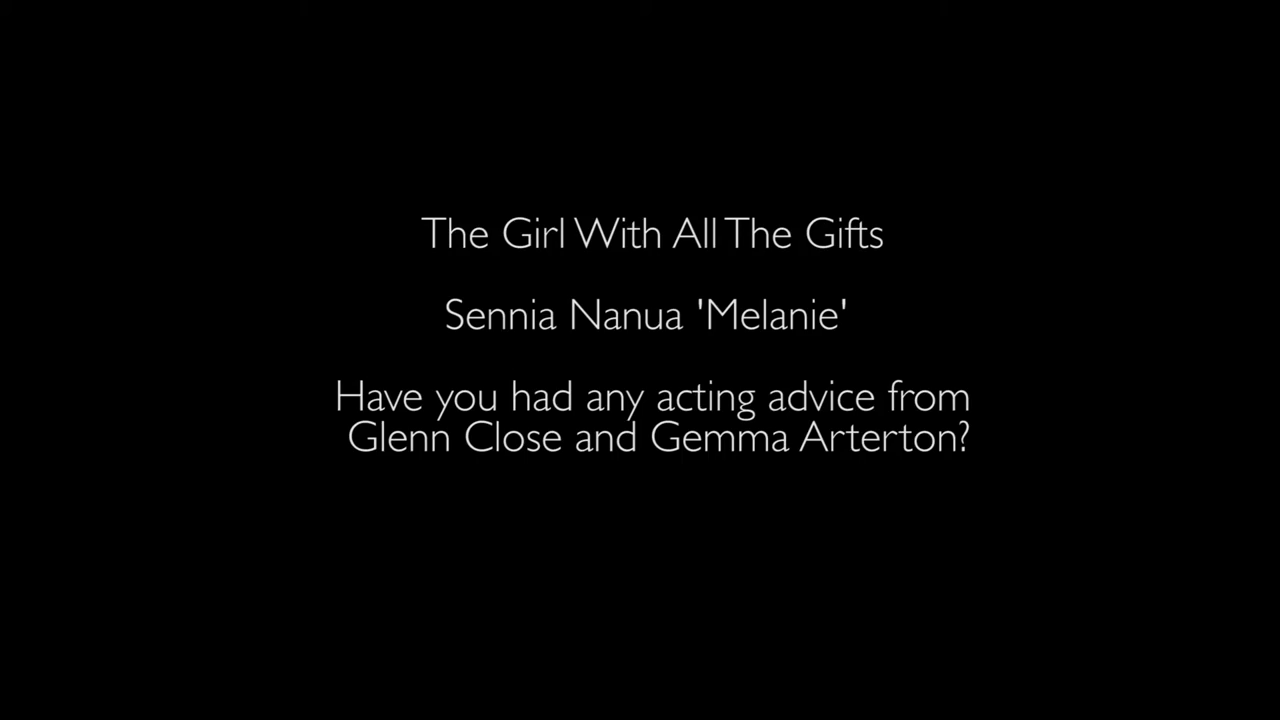 The Girl With All The Gifts
Sennia Nanua 'Melanie'
Have you had any acting advice from
Glenn Close and Gemma Arterton?